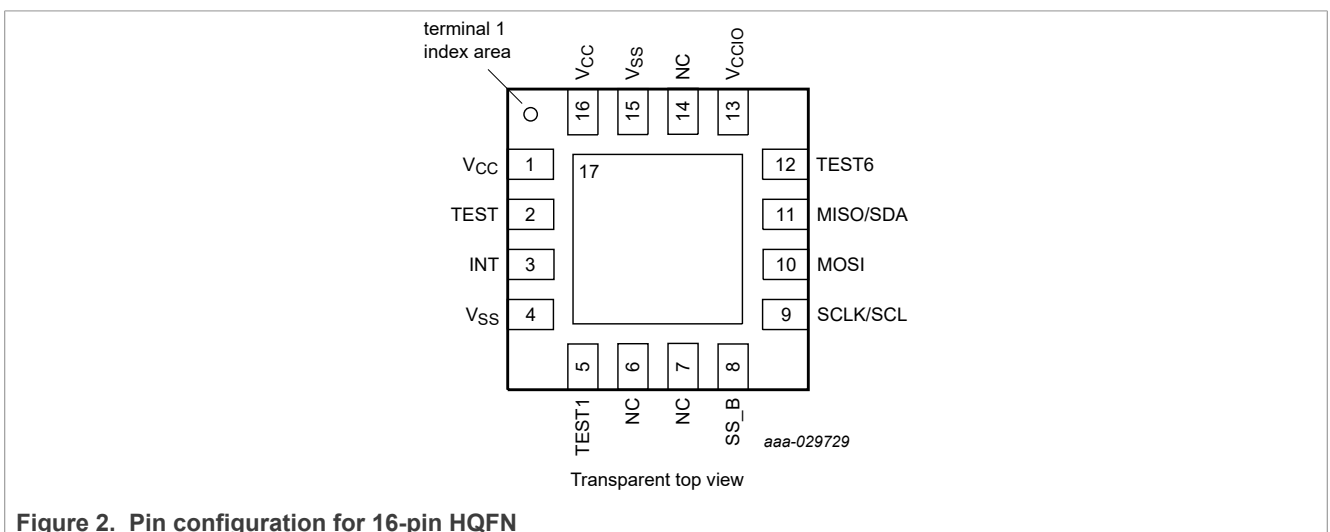 terminal 1
index area
VCC
VSS
NC
VCCIO
16
15
14
13
VCC 1
17
12 TEST6
TEST 2
11 MISO/SDA
INT 3
10 MOSI
VSS 4
9 SCLK/SCL
5
6
7
8
TEST1
NC
NC
SS_B
aaa-029729
Transparent top view
Figure 2. Pin configuration for 16-pin HQFN